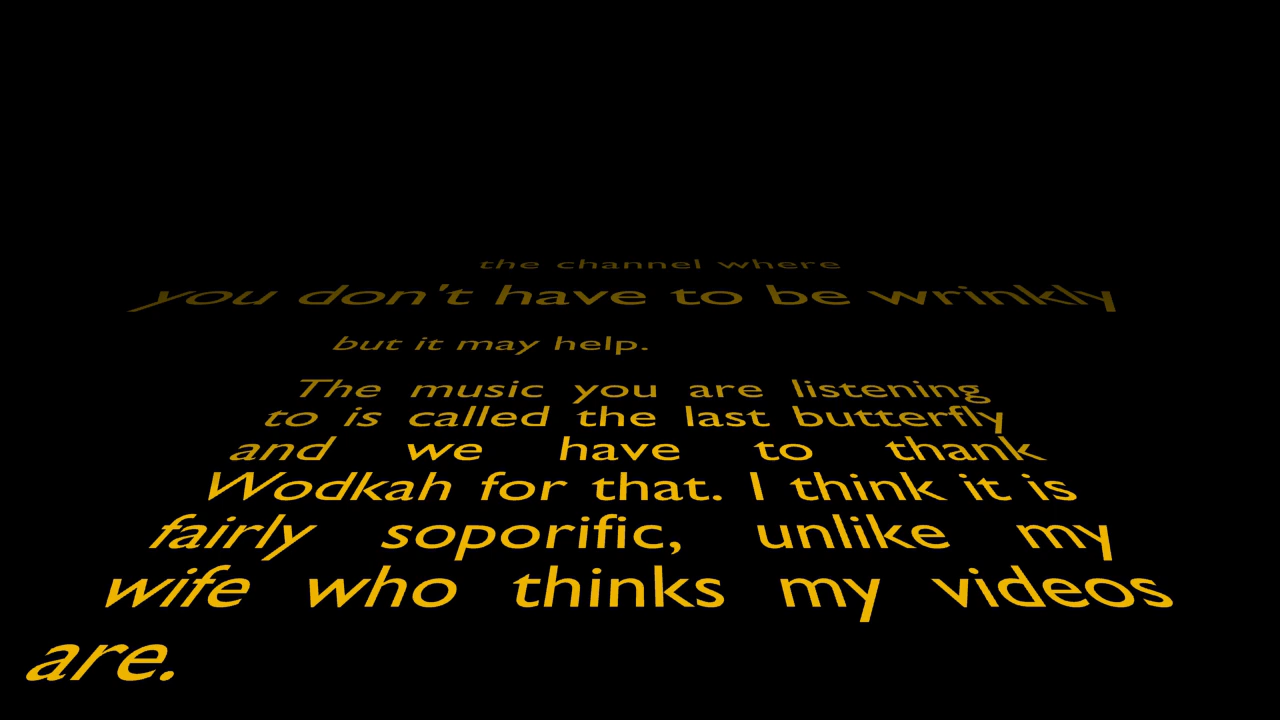 the channel where
you don't have to be wrinkly
but it may help.
The music you are listening
to is called the last butterfly
and we have to thank
Wodkah for that. I think it is
fairly soporific, unlike my
wife who thinks my videos
are.